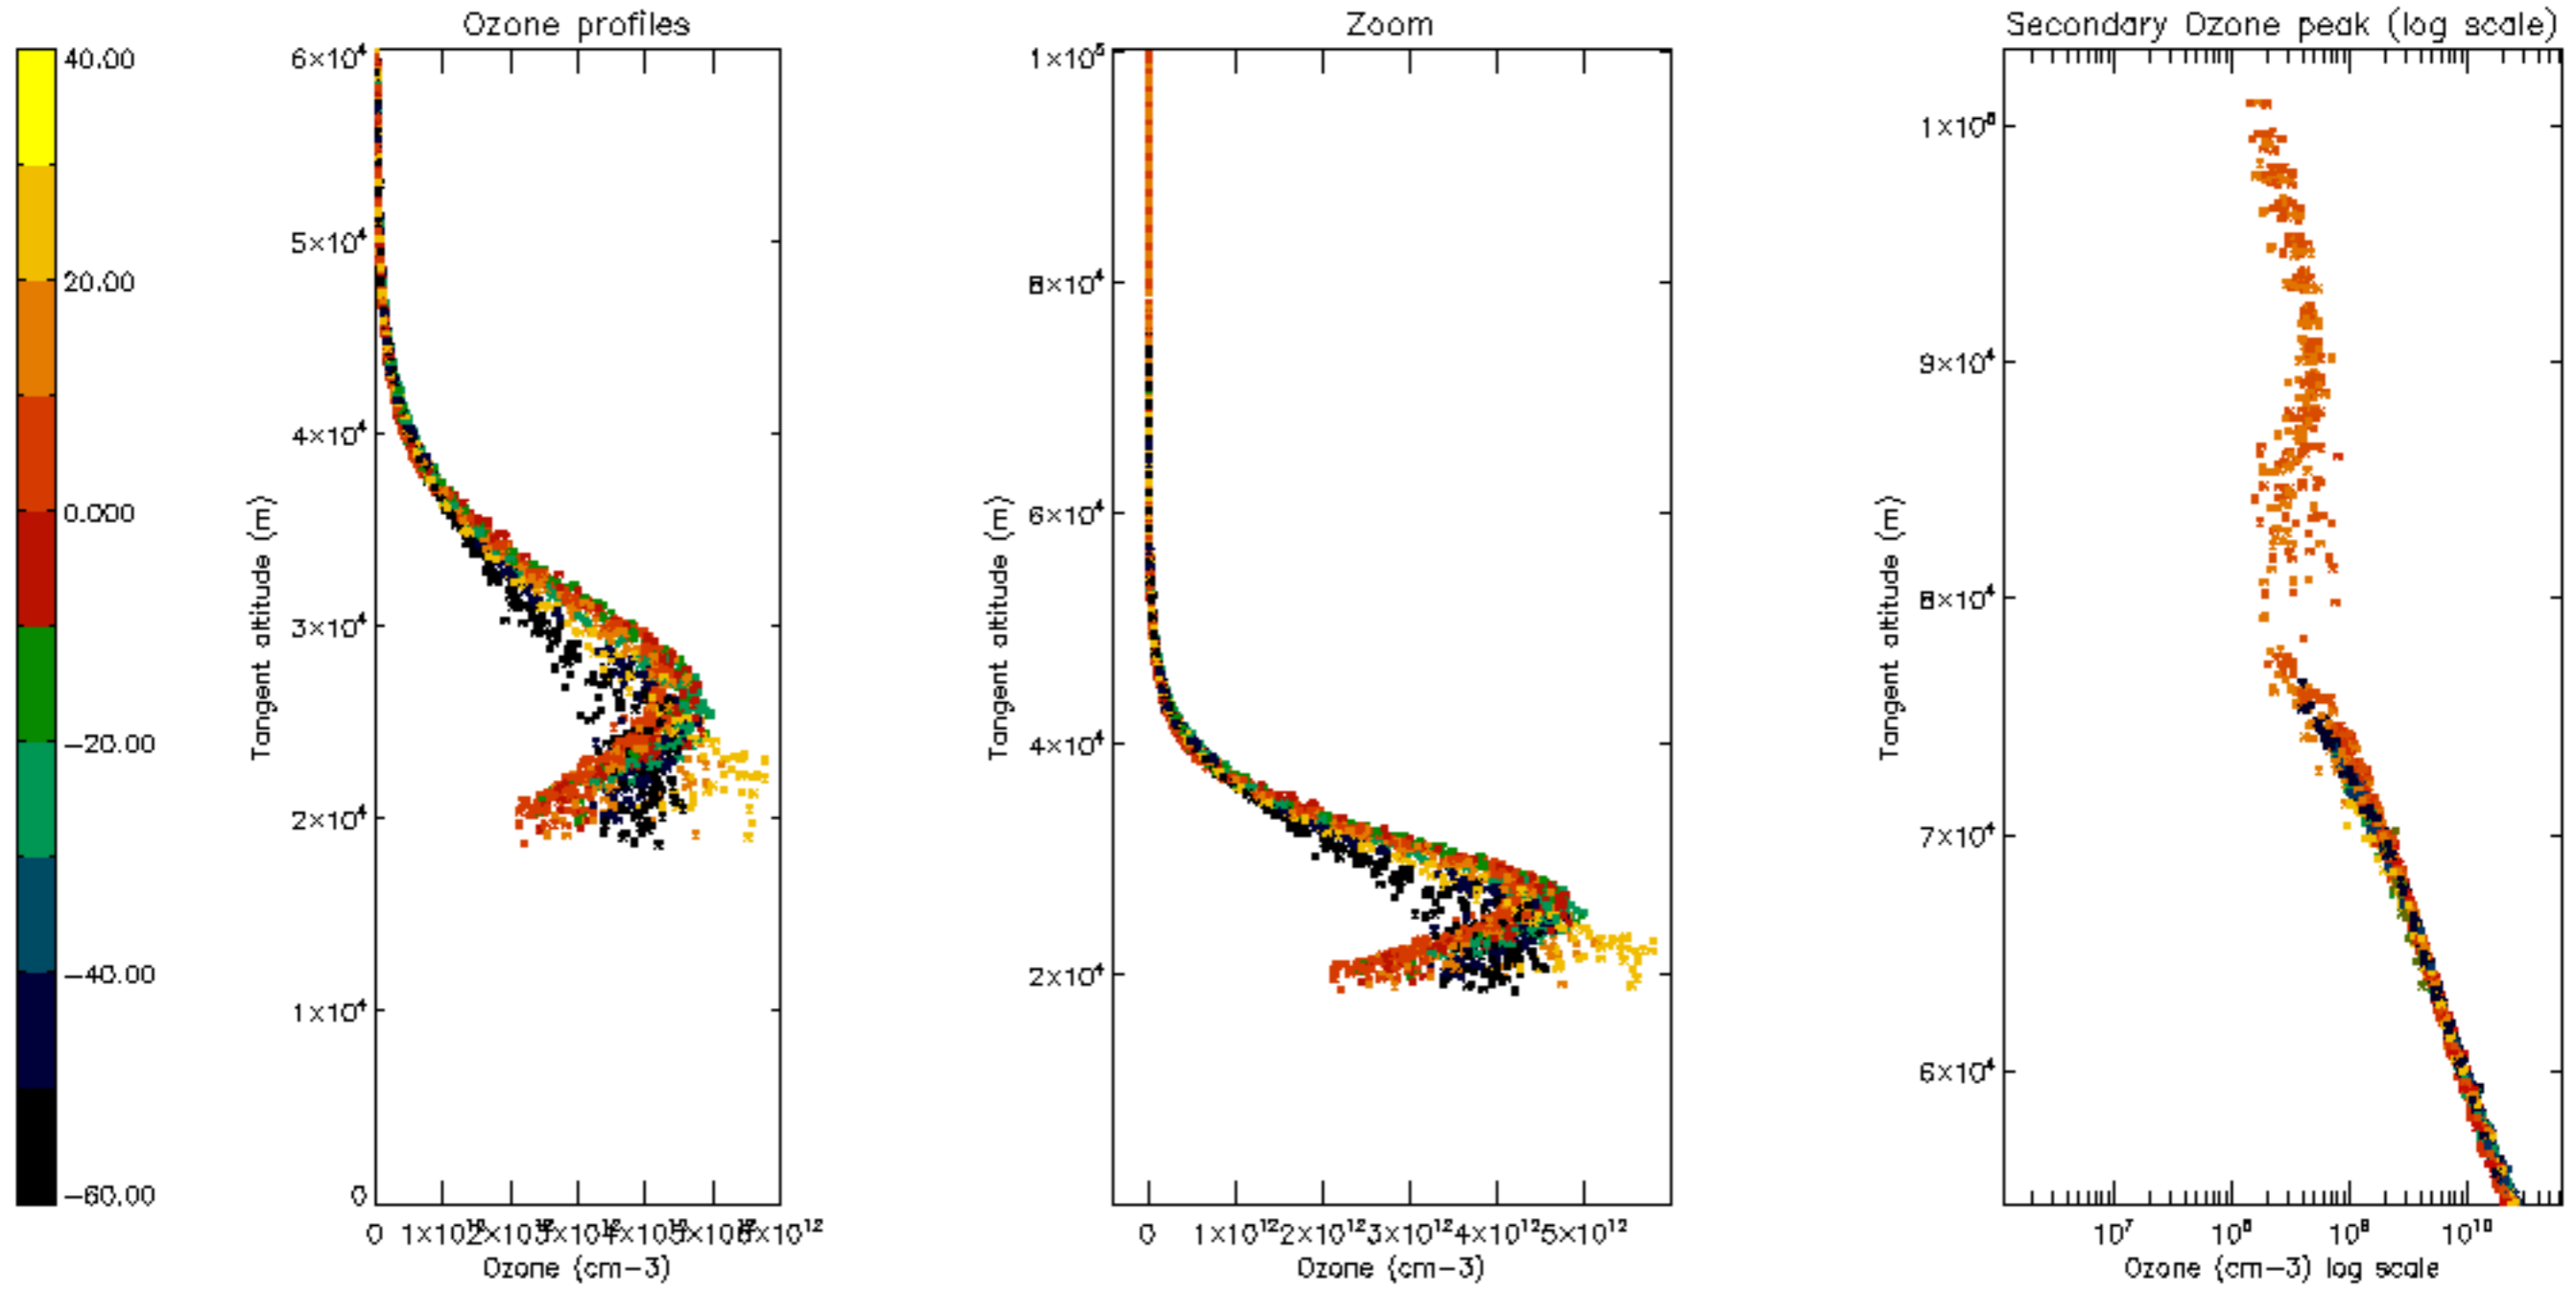 Ozone profiles
Zoom
Secondary Ozone peak (log scale)
40.00
20.00
0.000
−20.00
−40.00
−60.00
6×10⁴
5×10⁴
4×10⁴
3×10⁴
2×10⁴
1×10⁴
0
Tangent altitude (m)
0
Ozone (cm−3)
1×10⁵
8×10⁴
6×10⁴
4×10⁴
2×10⁴
Tangent altitude (m)
0 1×10¹² 2×10¹² 3×10¹² 4×10¹² 5×10¹²
Ozone (cm−3)
1×10⁵
9×10⁴
8×10⁴
7×10⁴
6×10⁴
Tangent altitude (m)
10⁷ 10⁸ 10⁹ 10¹⁰
Ozone (cm−3) log scale